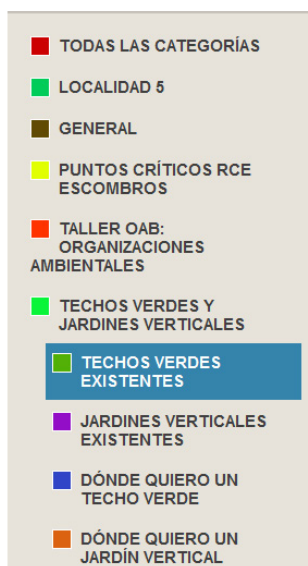 TODAS LAS CATEGORÍAS
LOCALIDAD 5
GENERAL
PUNTOS CRÍTICOS RCE
ESCOMBROS
TALLER OAB:
ORGANIZACIONES
AMBIENTALES
TECHOS VERDES Y
JARDINES VERTICALES
TECHOS VERDES
EXISTENTES
JARDINES VERTICALES
EXISTENTES
DÓNDE QUIERO UN
TECHO VERDE
DÓNDE QUIERO UN
JARDÍN VERTICAL